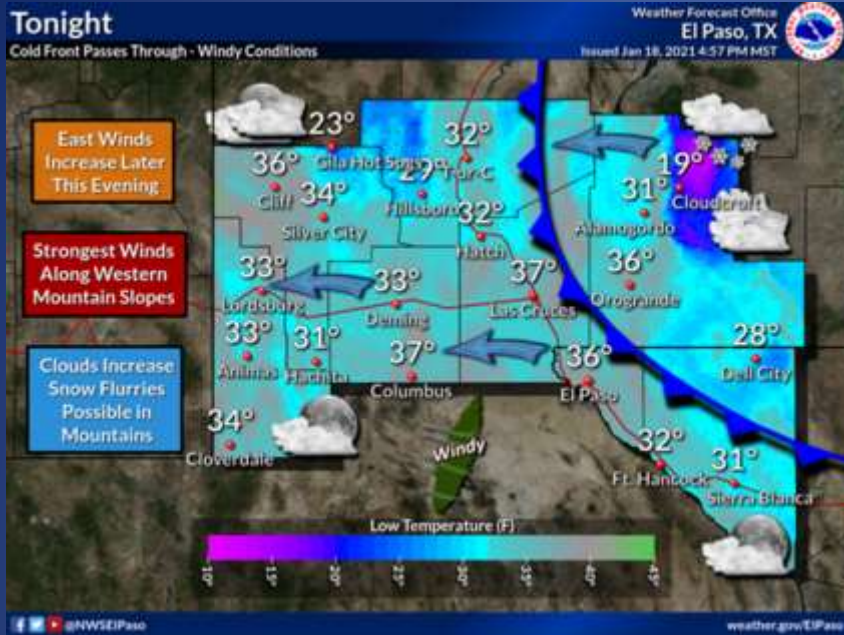 Tonight
Cold Front Passes Through - Windy Conditions
Weather Forecast Office
El Paso, TX
Issued Jan 18, 2021 4:57 PM MST
East Winds
Increase Later
This Evening
Strongest Winds
Along Western
Mountain Slopes
Clouds Increase
Snow Flurries
Possible in
Mountains
23°
Gila Hot Springs
32°
T or C
36°
Cliff
29°
Hillsboro
19°
Cloudcroft
34°
Silver City
31°
Alamogordo
32°
Hatch
33°
Lordsburg
33°
Deming
37°
Las Cruces
36°
Orogrande
33°
Animas
31°
Hachita
37°
Columbus
36°
El Paso
28°
Dell City
34°
Cloverdale
Windy
32°
Ft. Hancock
31°
Sierra Blanca
Low Temperature (F)
10° 15° 20° 25° 30° 35° 40° 45°
@NWSElPaso
weather.gov/ElPaso